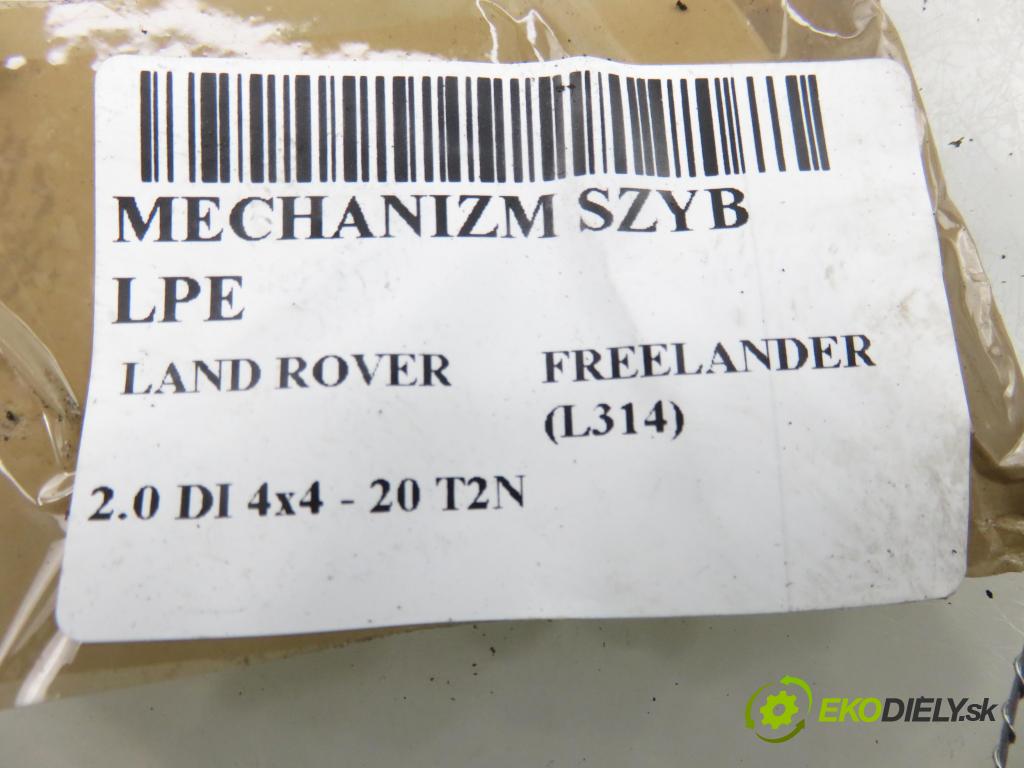 MECHANIZM SZYB
LPE
LAND ROVER FREELANDER
(L314)
2.0 DI 4x4 - 20 T2N
EKODIELY.sk